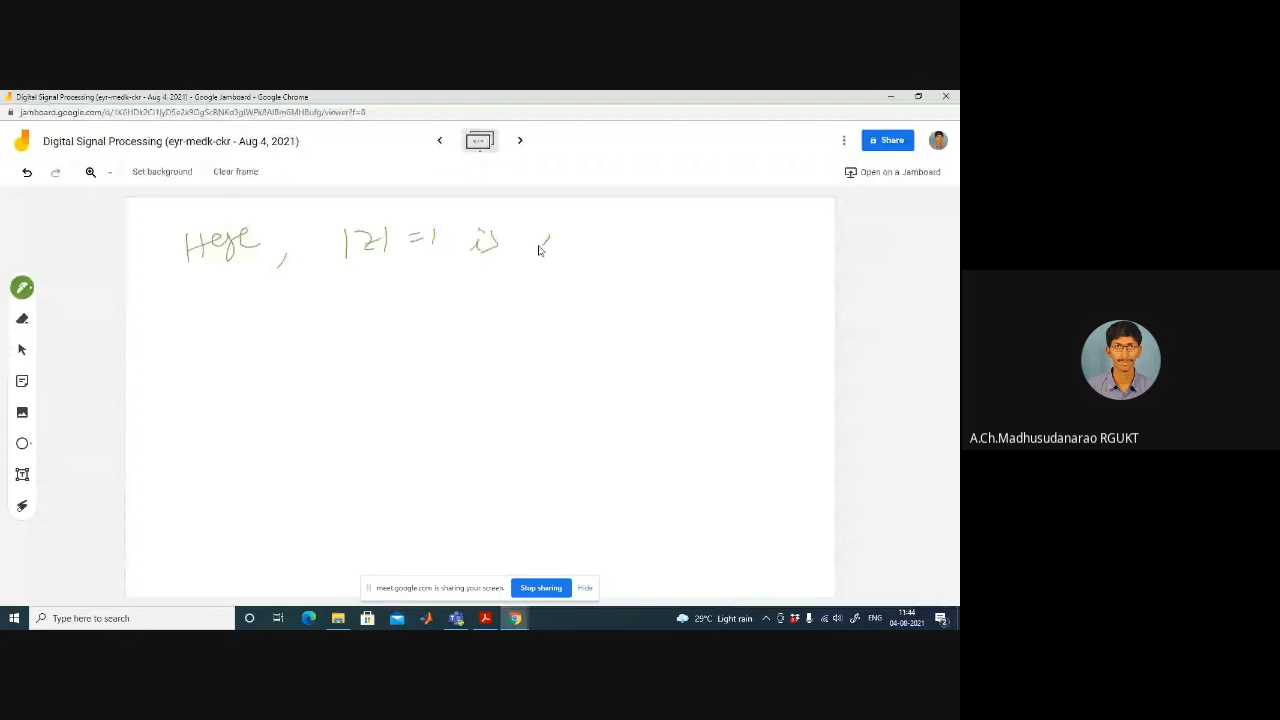 Digital Signal Processing (eyr-medk-ckr - Aug 4, 2021) - Google Jamboard - Google Chrome
Digital Signal Processing (eyr-medk-ckr - Aug 4, 2021)
Share
Set background
Clear frame
Open on a Jamboard
Here, |z| = 1 is
A.Ch.Madhusudanarao RGUKT
meet.google.com is sharing your screen.
Stop sharing
Hide
Type here to search
29°C Light rain
ENG
11:44
04-08-2021